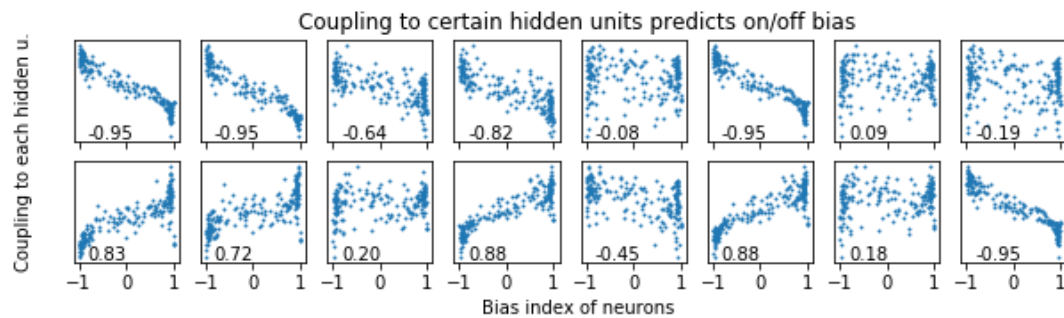 Coupling to certain hidden units predicts on/off bias
Coupling to each hidden u.
-0.95 -0.95 -0.64 -0.82 -0.08 -0.95 0.09 -0.19
0.83 0.72 0.20 0.88 -0.45 0.88 0.18 -0.95
−1 0 1 −1 0 1 −1 0 1 −1 0 1 −1 0 1 −1 0 1 −1 0 1 −1 0 1
Bias index of neurons